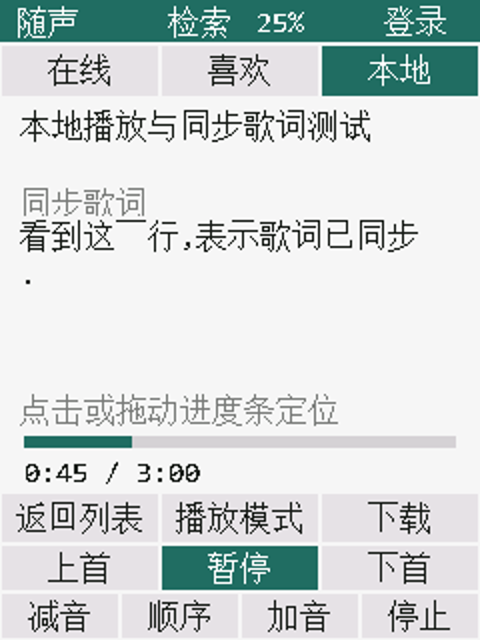 随声 检索 25% 登录
在线 喜欢 本地
本地播放与同步歌词测试
同步歌词
看到这一行,表示歌词已同步
.
点击或拖动进度条定位
0:45 / 3:00
返回列表 播放模式 下载
上首 暂停 下首
减音 顺序 加音 停止